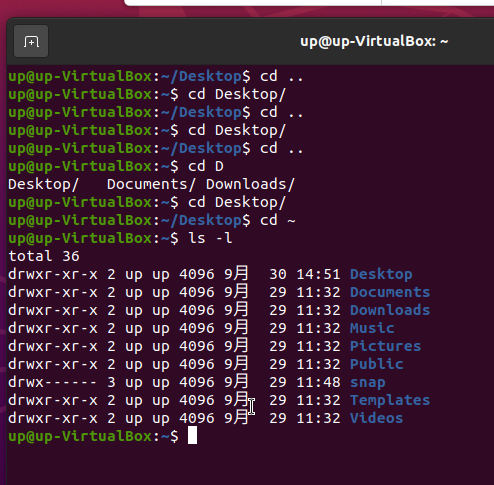 up@up-VirtualBox: ~
up@up-VirtualBox:~/Desktop$ cd ..
up@up-VirtualBox:~$ cd Desktop/
up@up-VirtualBox:~/Desktop$ cd ..
up@up-VirtualBox:~$ cd Desktop/
up@up-VirtualBox:~/Desktop$ cd ..
up@up-VirtualBox:~$ cd D
Desktop/   Documents/ Downloads/
up@up-VirtualBox:~$ cd Desktop/
up@up-VirtualBox:~/Desktop$ cd ~
up@up-VirtualBox:~$ ls -l
total 36
drwxr-xr-x 2 up up 4096 9月  30 14:51 Desktop
drwxr-xr-x 2 up up 4096 9月  29 11:32 Documents
drwxr-xr-x 2 up up 4096 9月  29 11:32 Downloads
drwxr-xr-x 2 up up 4096 9月  29 11:32 Music
drwxr-xr-x 2 up up 4096 9月  29 11:32 Pictures
drwxr-xr-x 2 up up 4096 9月  29 11:32 Public
drwx------ 3 up up 4096 9月  29 11:48 snap
drwxr-xr-x 2 up up 4096 9月  29 11:32 Templates
drwxr-xr-x 2 up up 4096 9月  29 11:32 Videos
up@up-VirtualBox:~$